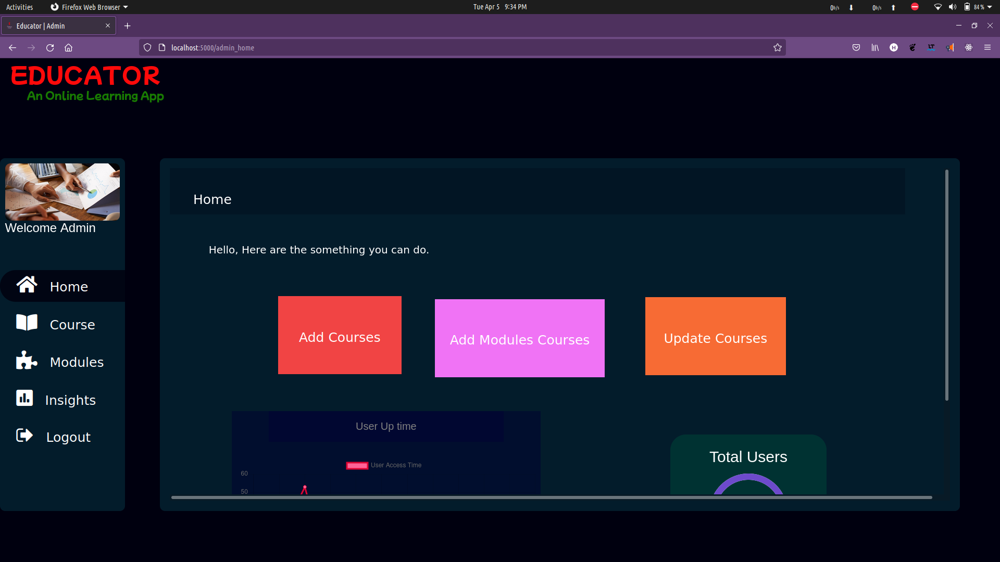 Activities
Firefox Web Browser
Tue Apr 5 9:34 PM
0b/s
0b/s
84 %
Educator | Admin
localhost:5000/admin_home
H
LT
EDUCATOR
An Online Learning App
Welcome Admin
Home
Course
Modules
Insights
Logout
Home
Hello, Here are the something you can do.
Add Courses
Add Modules Courses
Update Courses
User Up time
User Access Time
60
50
Total Users